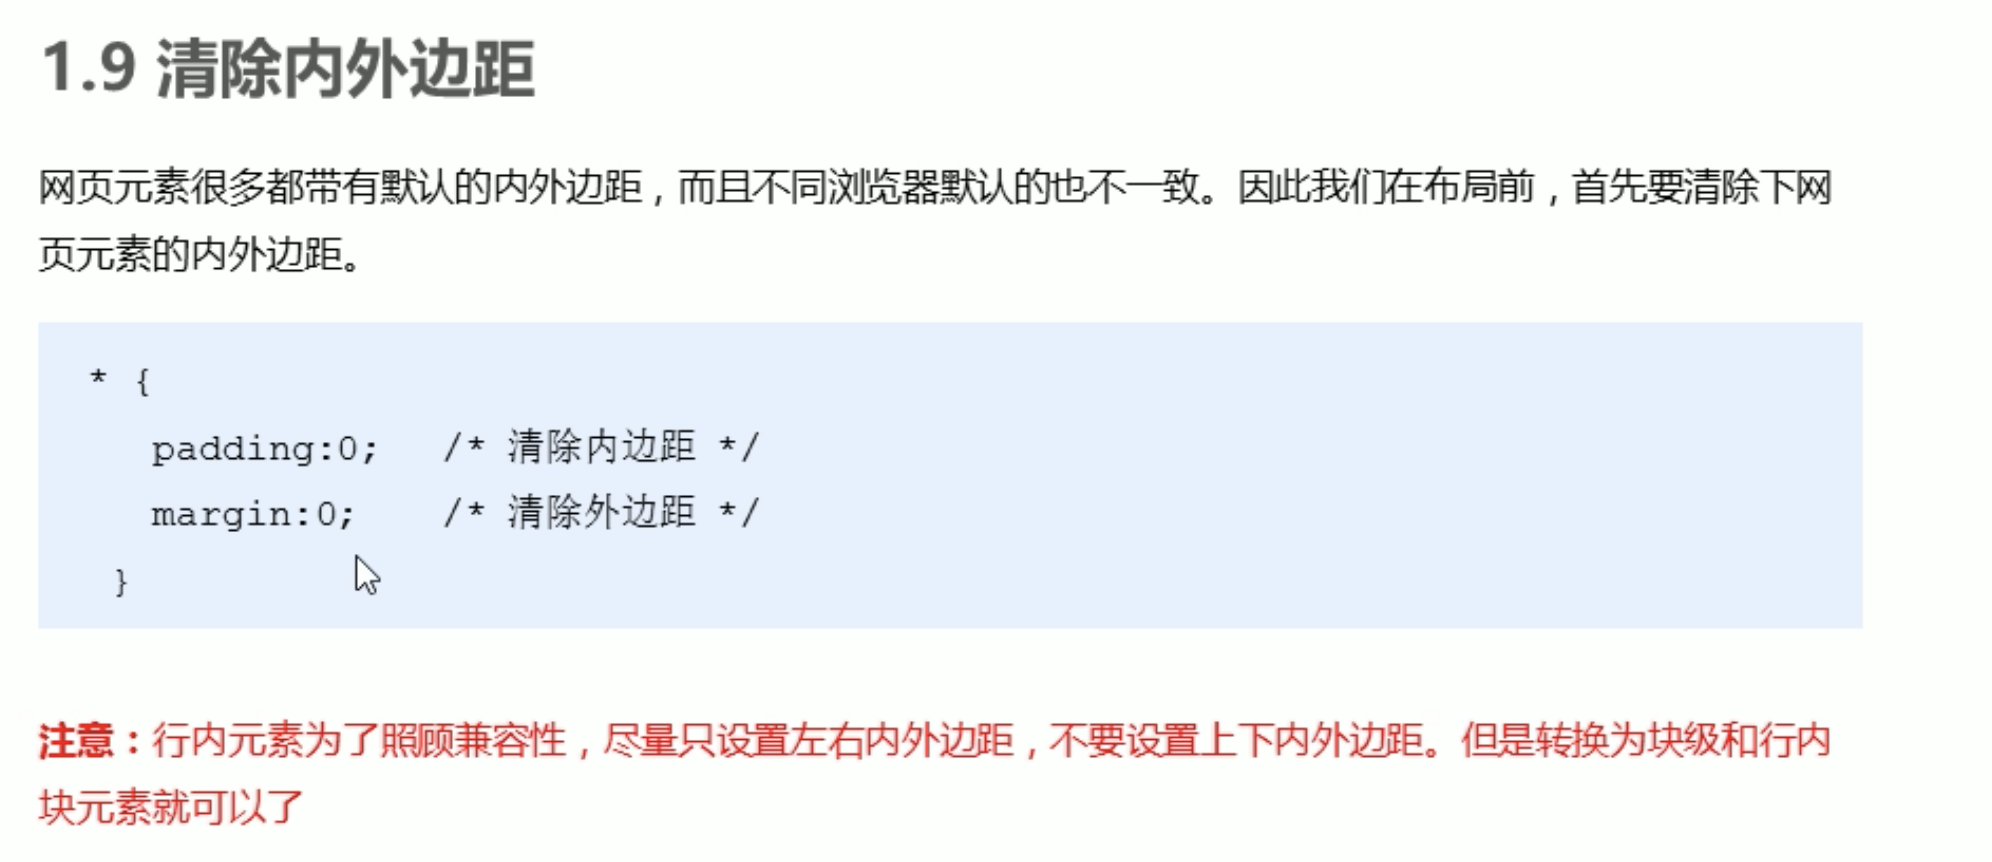 1.9 清除内外边距
网页元素很多都带有默认的内外边距，而且不同浏览器默认的也不一致。因此我们在布局前，首先要清除下网
页元素的内外边距。
* {
padding:0;   /* 清除内边距 */
margin:0;    /* 清除外边距 */
}
注意：行内元素为了照顾兼容性，尽量只设置左右内外边距，不要设置上下内外边距。但是转换为块级和行内
块元素就可以了